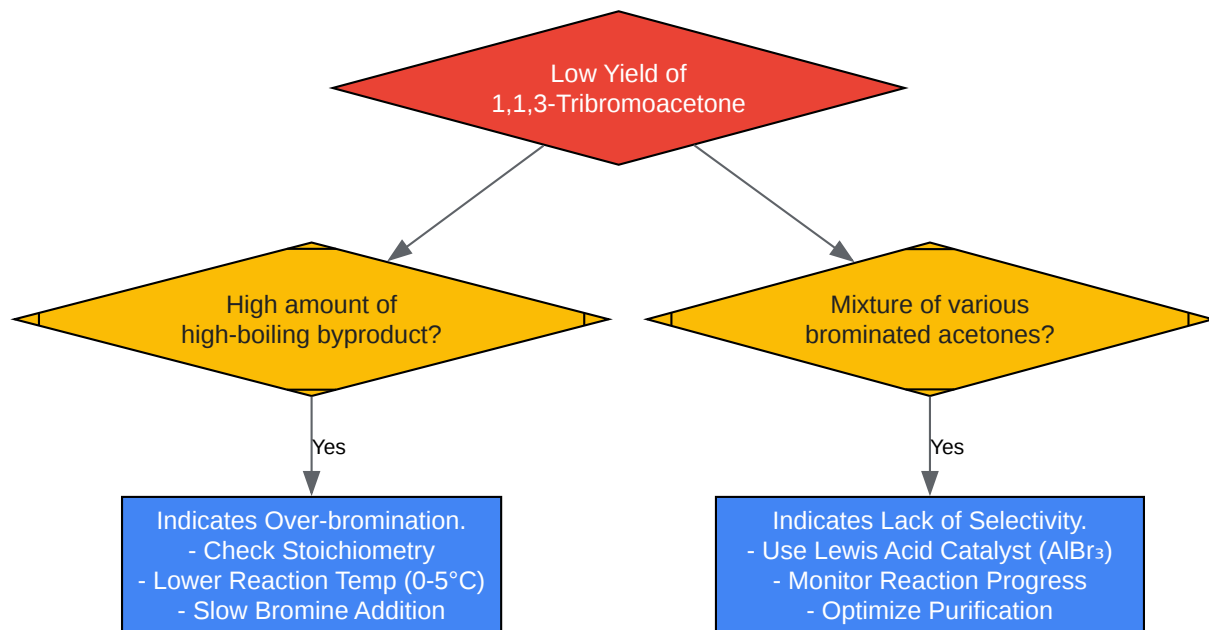 Low Yield of
1,1,3-Tribromoacetone
High amount of
high-boiling byproduct?
Mixture of various
brominated acetones?
Yes
Yes
Indicates Over-bromination.
- Check Stoichiometry
- Lower Reaction Temp (0-5°C)
- Slow Bromine Addition
Indicates Lack of Selectivity.
- Use Lewis Acid Catalyst (AlBr₃)
- Monitor Reaction Progress
- Optimize Purification